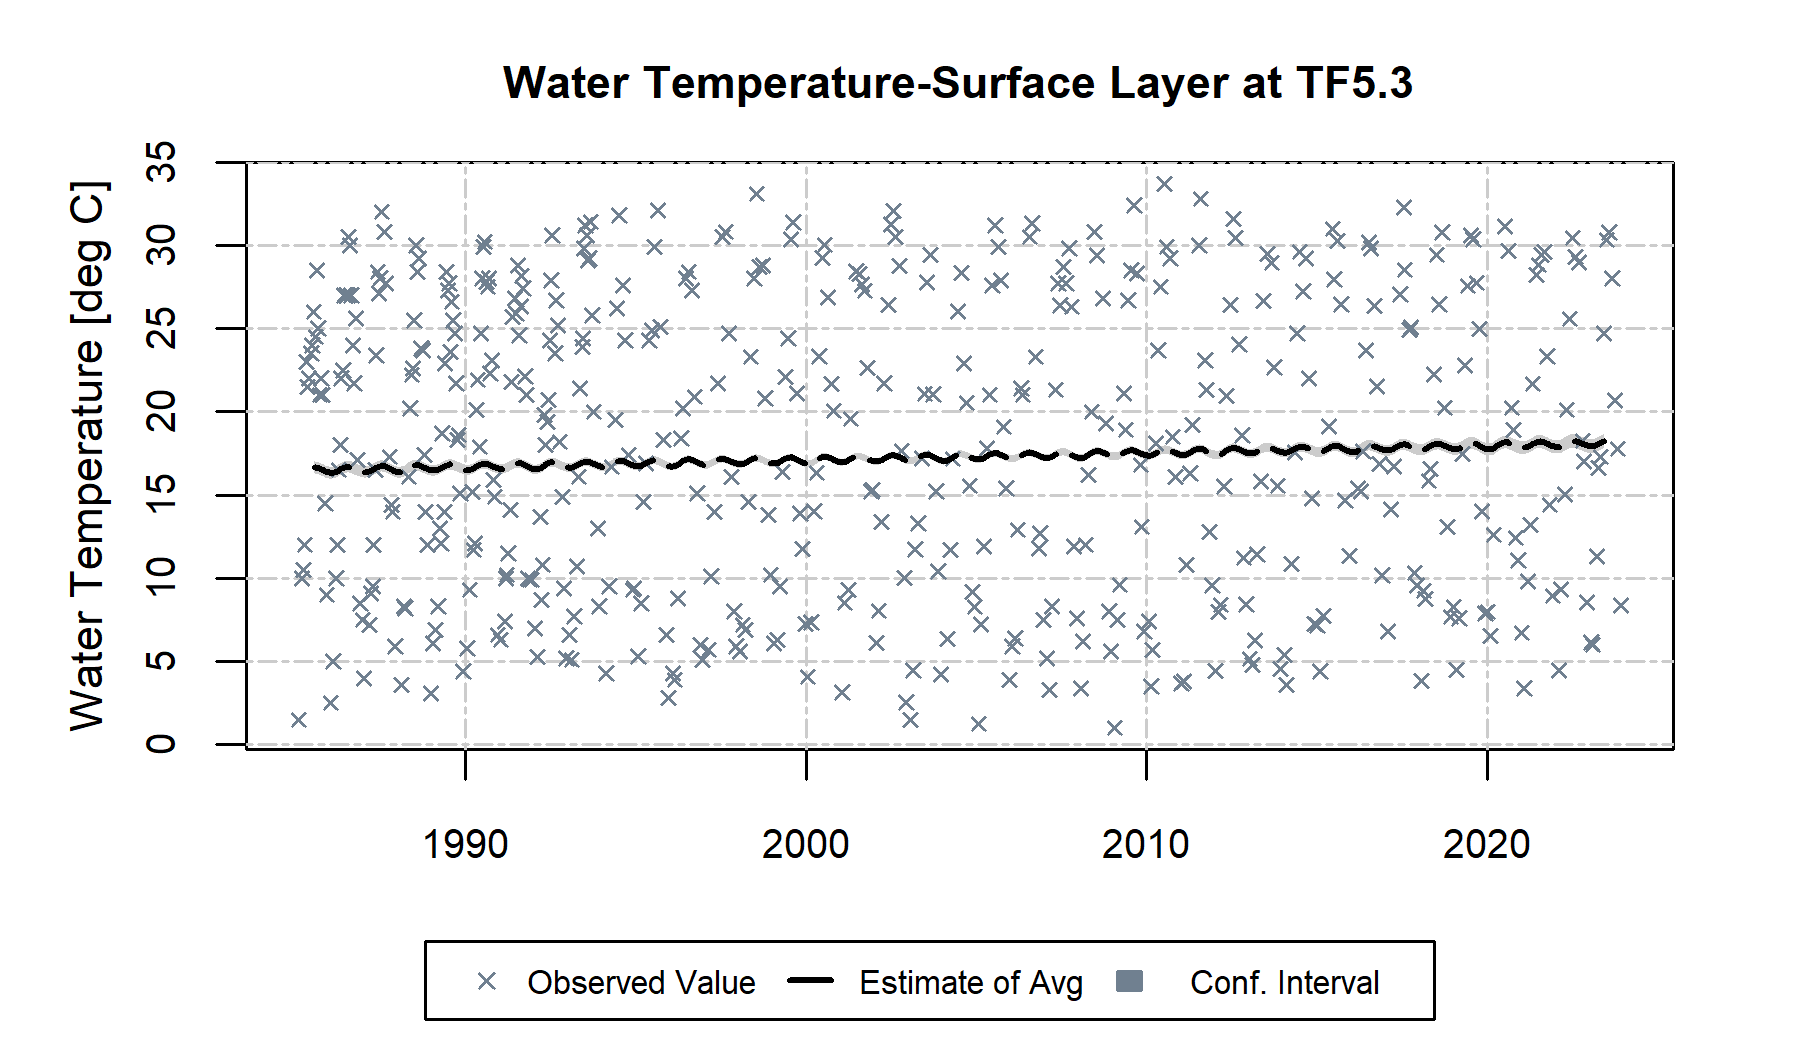 Water Temperature-Surface Layer at TF5.3
Water Temperature [deg C]
35
30
25
20
15
10
5
0
1990 2000 2010 2020
Observed Value Estimate of Avg Conf. Interval